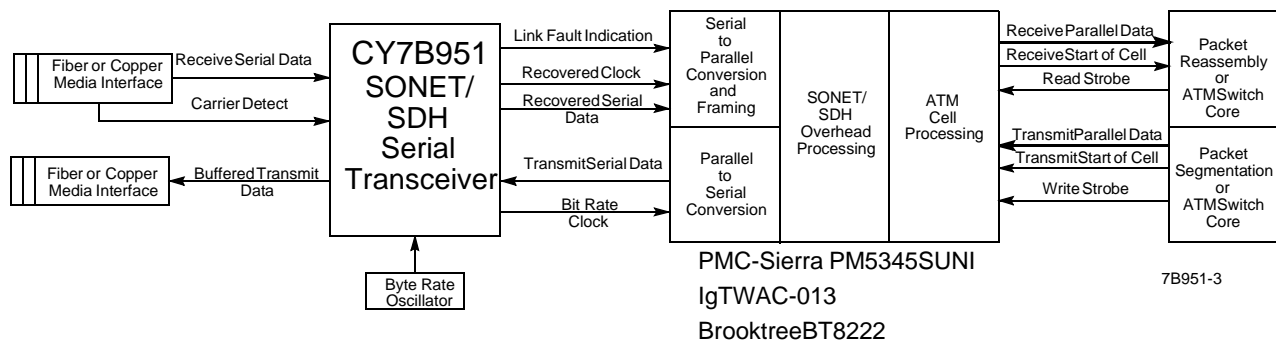 Fiber or Copper
Media Interface
Receive Serial Data
Carrier Detect
Fiber or Copper
Media Interface
Buffered Transmit
Data
CY7B951
SONET/
SDH
Serial
Transceiver
Byte Rate
Oscillator
Link Fault Indication
Recovered Clock
Recovered Serial
Data
Transmit Serial Data
Bit Rate
Clock
Serial
to
Parallel
Conversion
and
Framing
Parallel
to
Serial
Conversion
SONET/
SDH
Overhead
Processing
ATM
Cell
Processing
Receive Parallel Data
Receive Start of Cell
Read Strobe
Transmit Parallel Data
Transmit Start of Cell
Write Strobe
Packet
Reassembly
or
ATM Switch
Core
Packet
Segmentation
or
ATM Switch
Core
PMC-Sierra PM5345SUNI
IgTWAC-013
BrooktreeBT8222
7B951-3